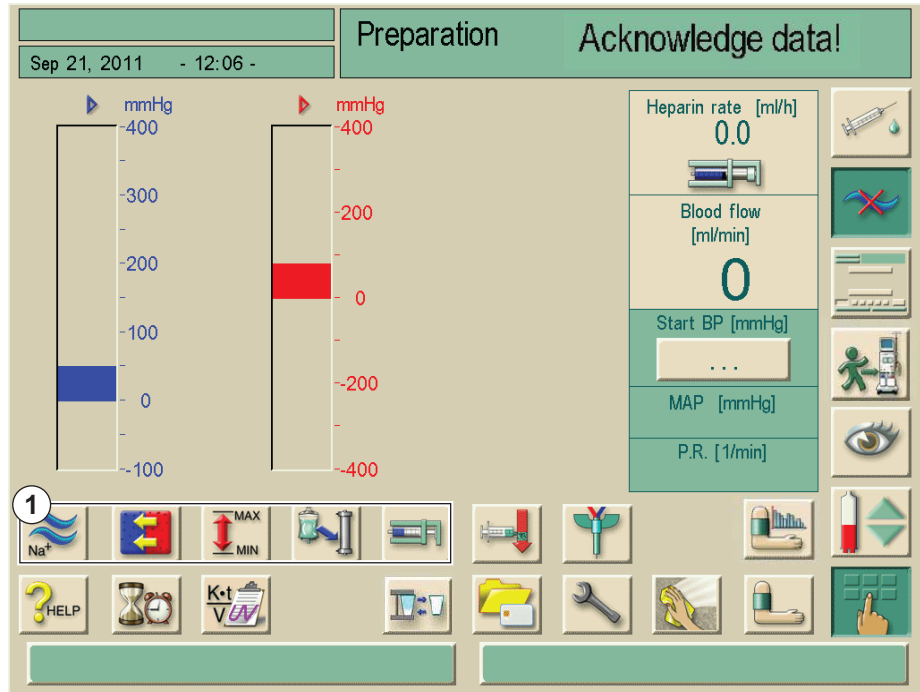 Preparation Acknowledge data!
Sep 21, 2011 - 12:06 -
mmHg
400
300
200
100
0
-100
mmHg
400
200
0
-200
-400
Heparin rate [ml/h]
0.0
Blood flow
[ml/min]
0
Start BP [mmHg]
...
MAP [mmHg]
P.R. [1/min]
1
Na+
MAX
MIN
HELP
K•t
V